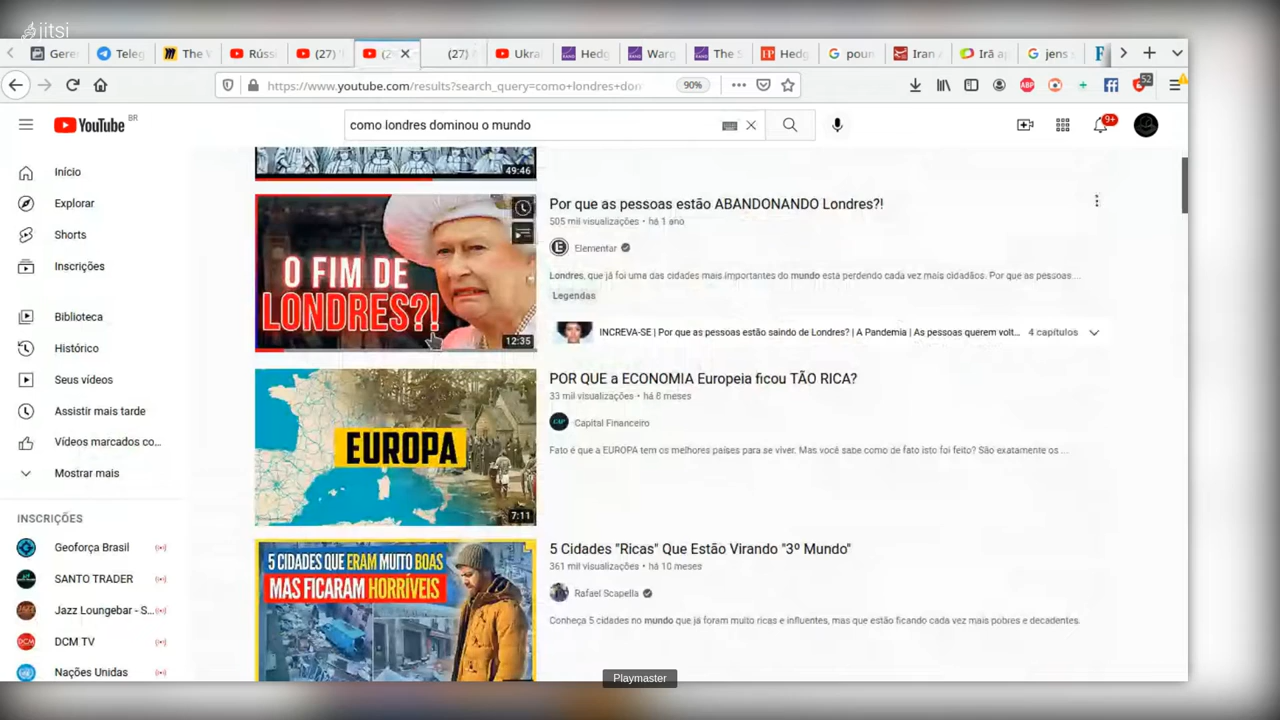 jitsi
Gere
Teleg
The V
Rússi
(27)
(2
(27) A
Ukra
Hedg
Warg
The S
Hedg
poun
Iran
Irã ap
jens s
https://www.youtube.com/results?search_query=como+londres+don
90%
ABP
52
YouTube BR
como londres dominou o mundo
9+
Início
Explorar
Shorts
Inscrições
Biblioteca
Histórico
Seus vídeos
Assistir mais tarde
Vídeos marcados co...
Mostrar mais
INSCRIÇÕES
Geoforça Brasil
SANTO TRADER
Jazz Loungebar - S...
DCM TV
Nações Unidas
49:46
O FIM DE
LONDRES?!
12:35
Por que as pessoas estão ABANDONANDO Londres?!
505 mil visualizações • há 1 ano
Elementar
Londres, que já foi uma das cidades mais importantes do mundo esta perdendo cada vez mais cidadãos. Por que as pessoas ...
Legendas
INCREVA-SE | Por que as pessoas estão saindo de Londres? | A Pandemia | As pessoas querem volt... 4 capítulos
EUROPA
7:11
POR QUE a ECONOMIA Europeia ficou TÃO RICA?
33 mil visualizações • há 8 meses
CAP Capital Financeiro
Fato é que a EUROPA tem os melhores países para se viver. Mas você sabe como de fato isto foi feito? São exatamente os ...
5 CIDADES QUE ERAM MUITO BOAS
MAS FICARAM HORRÍVEIS
5 Cidades "Ricas" Que Estão Virando "3º Mundo"
361 mil visualizações • há 10 meses
Rafael Scapella
Conheça 5 cidades no mundo que já foram muito ricas e influentes, mas que estão ficando cada vez mais pobres e decadentes.
Playmaster